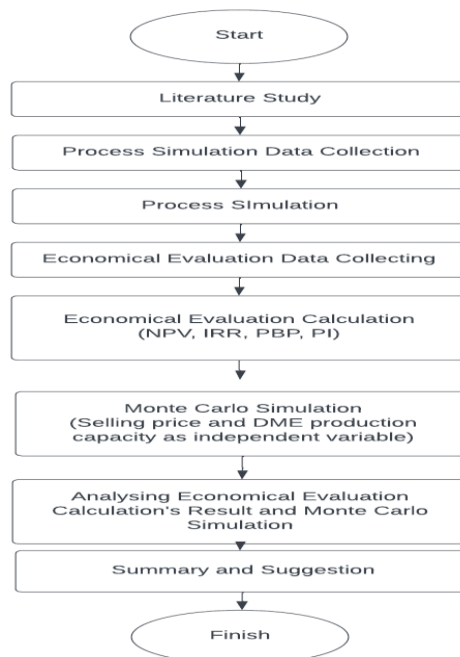 Start
Literature Study
Process Simulation Data Collection
Process SImulation
Economical Evaluation Data Collecting
Economical Evaluation Calculation
(NPV, IRR, PBP, PI)
Monte Carlo Simulation
(Selling price and DME production
capacity as independent variable)
Analysing Economical Evaluation
Calculation's Result and Monte Carlo
Simulation
Summary and Suggestion
Finish